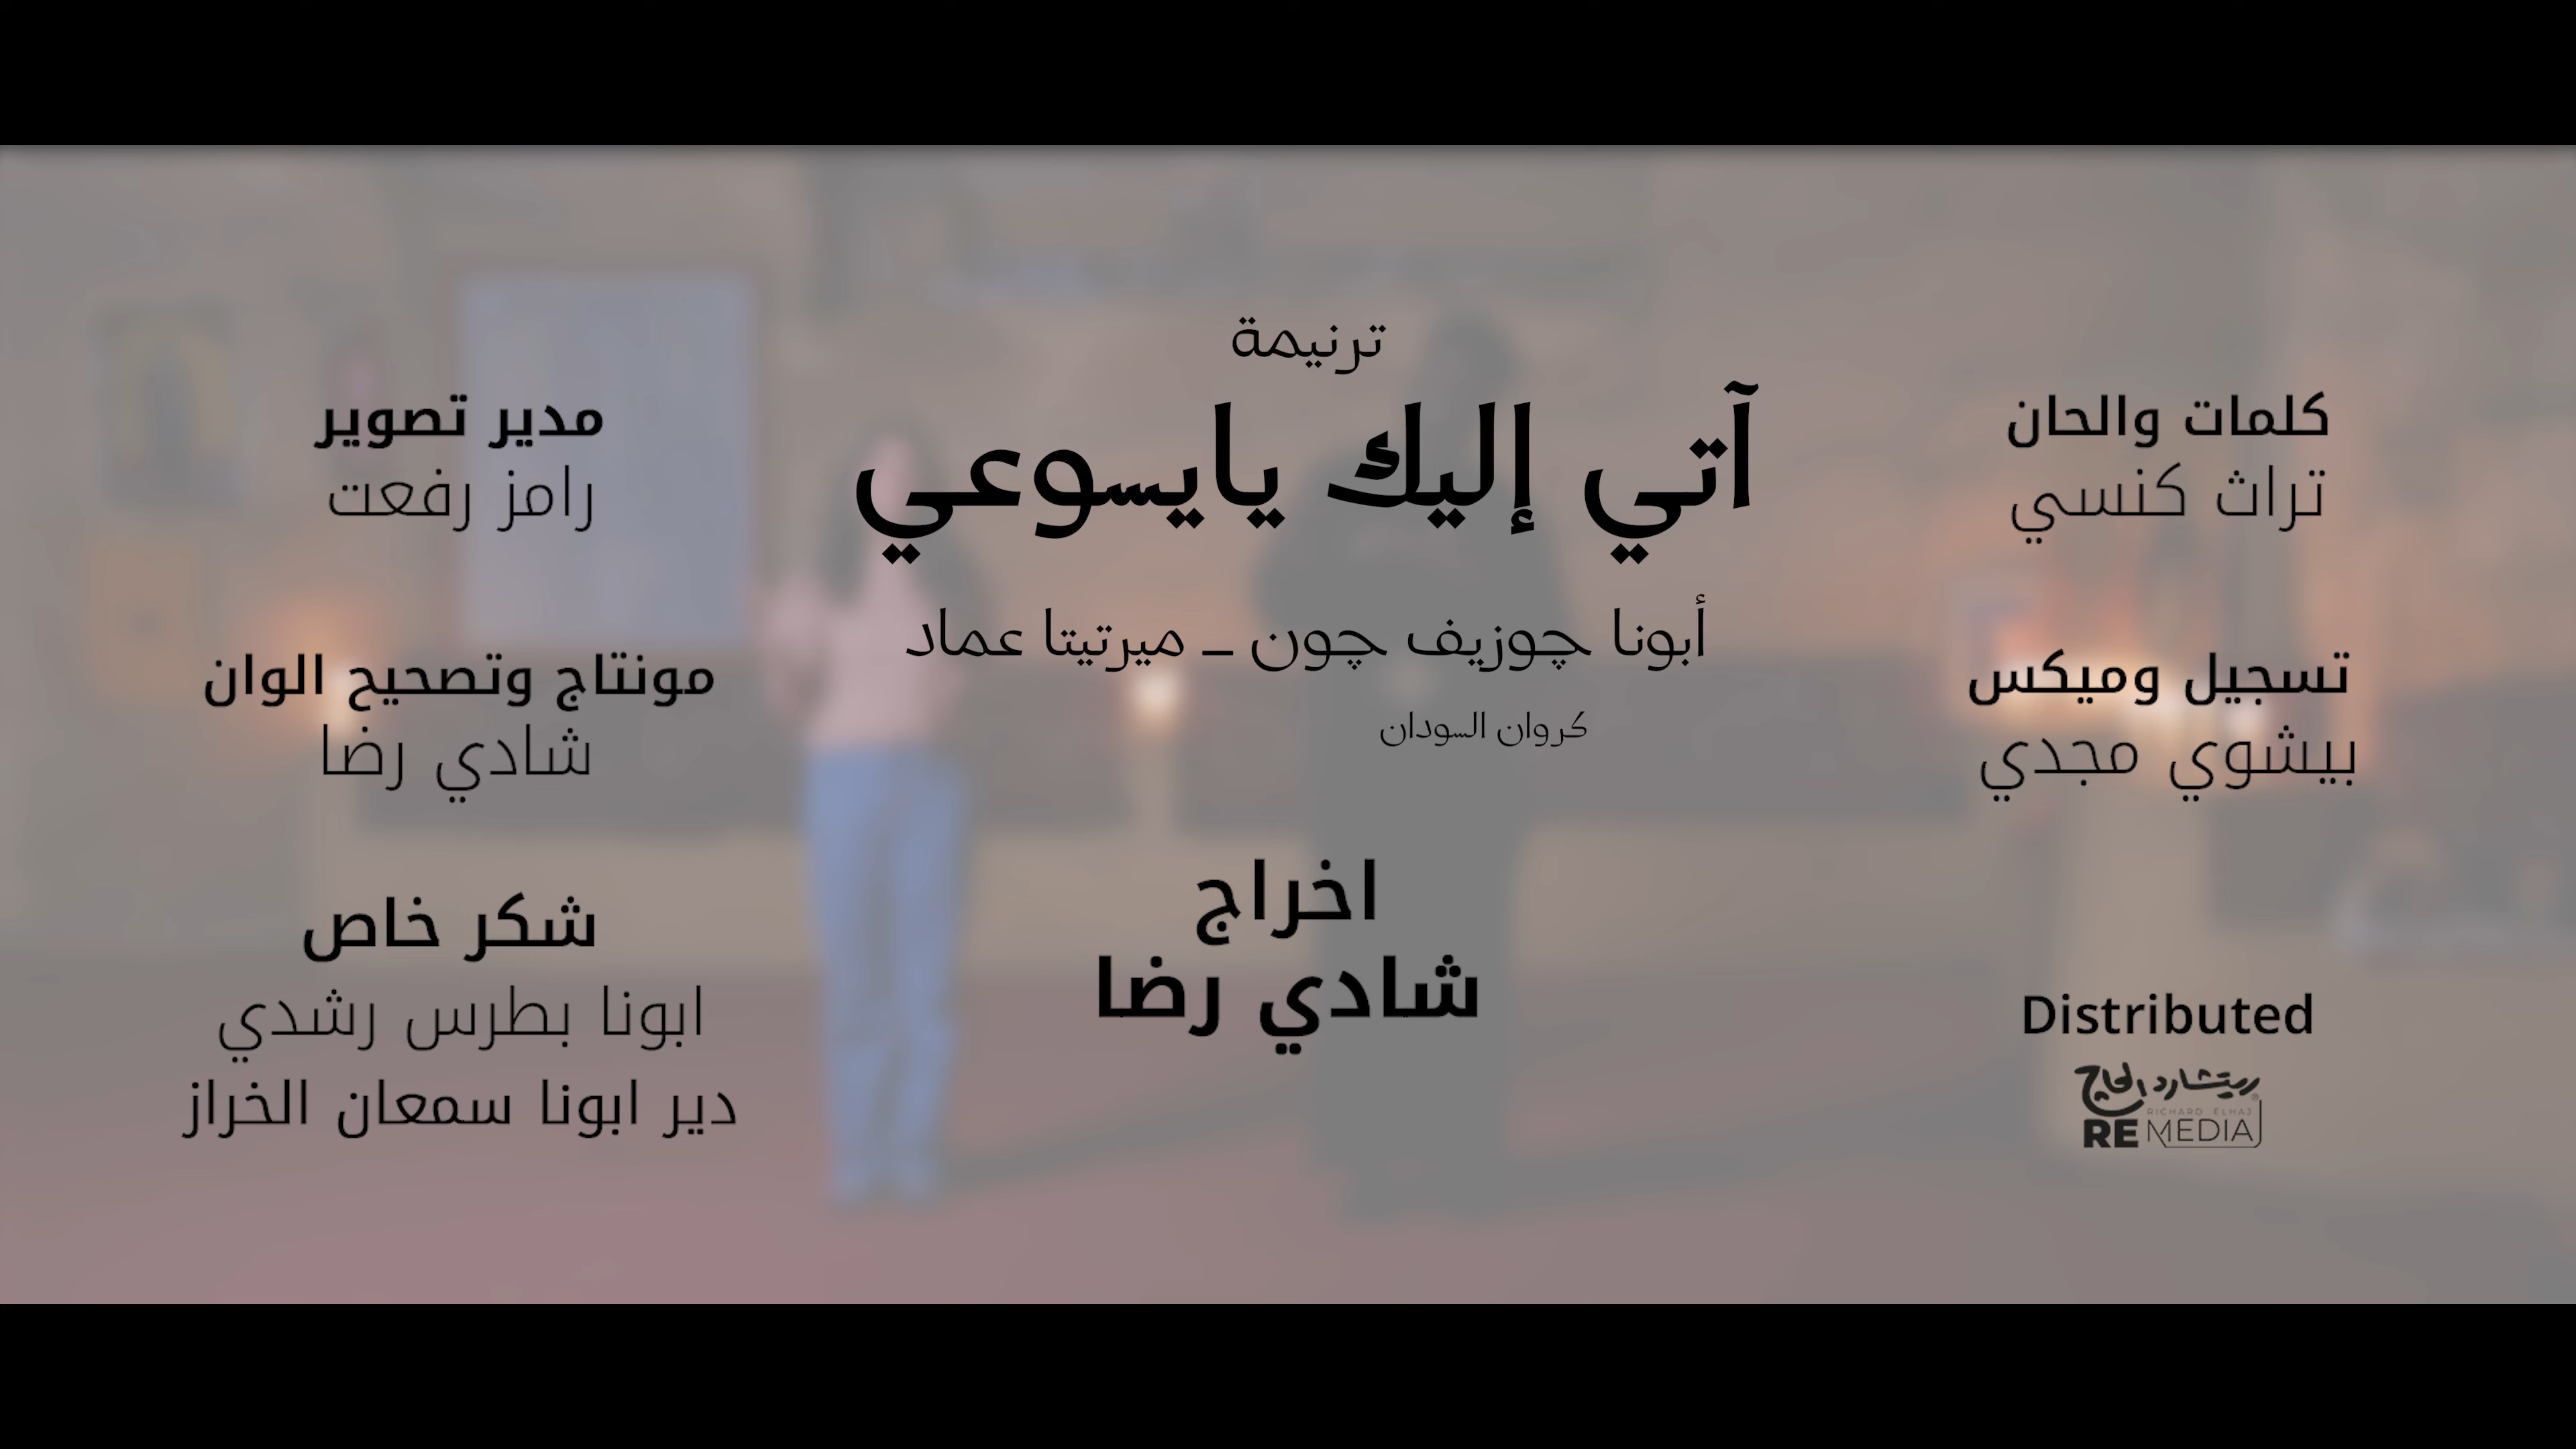 ترنيمة
آتي إليك يايسوعي
أبونا چوزيف چون – ميرتيتا عماد
كروان السودان
اخراج
شادي رضا
كلمات والحان
تراث كنسي
تسجيل وميكس
بيشوي مجدي
Distributed
ريتشارد الحاج
RICHARD ELHAJ
RE MEDIA
مدير تصوير
رامز رفعت
مونتاج وتصحيح الوان
شادي رضا
شكر خاص
ابونا بطرس رشدي
دير ابونا سمعان الخراز